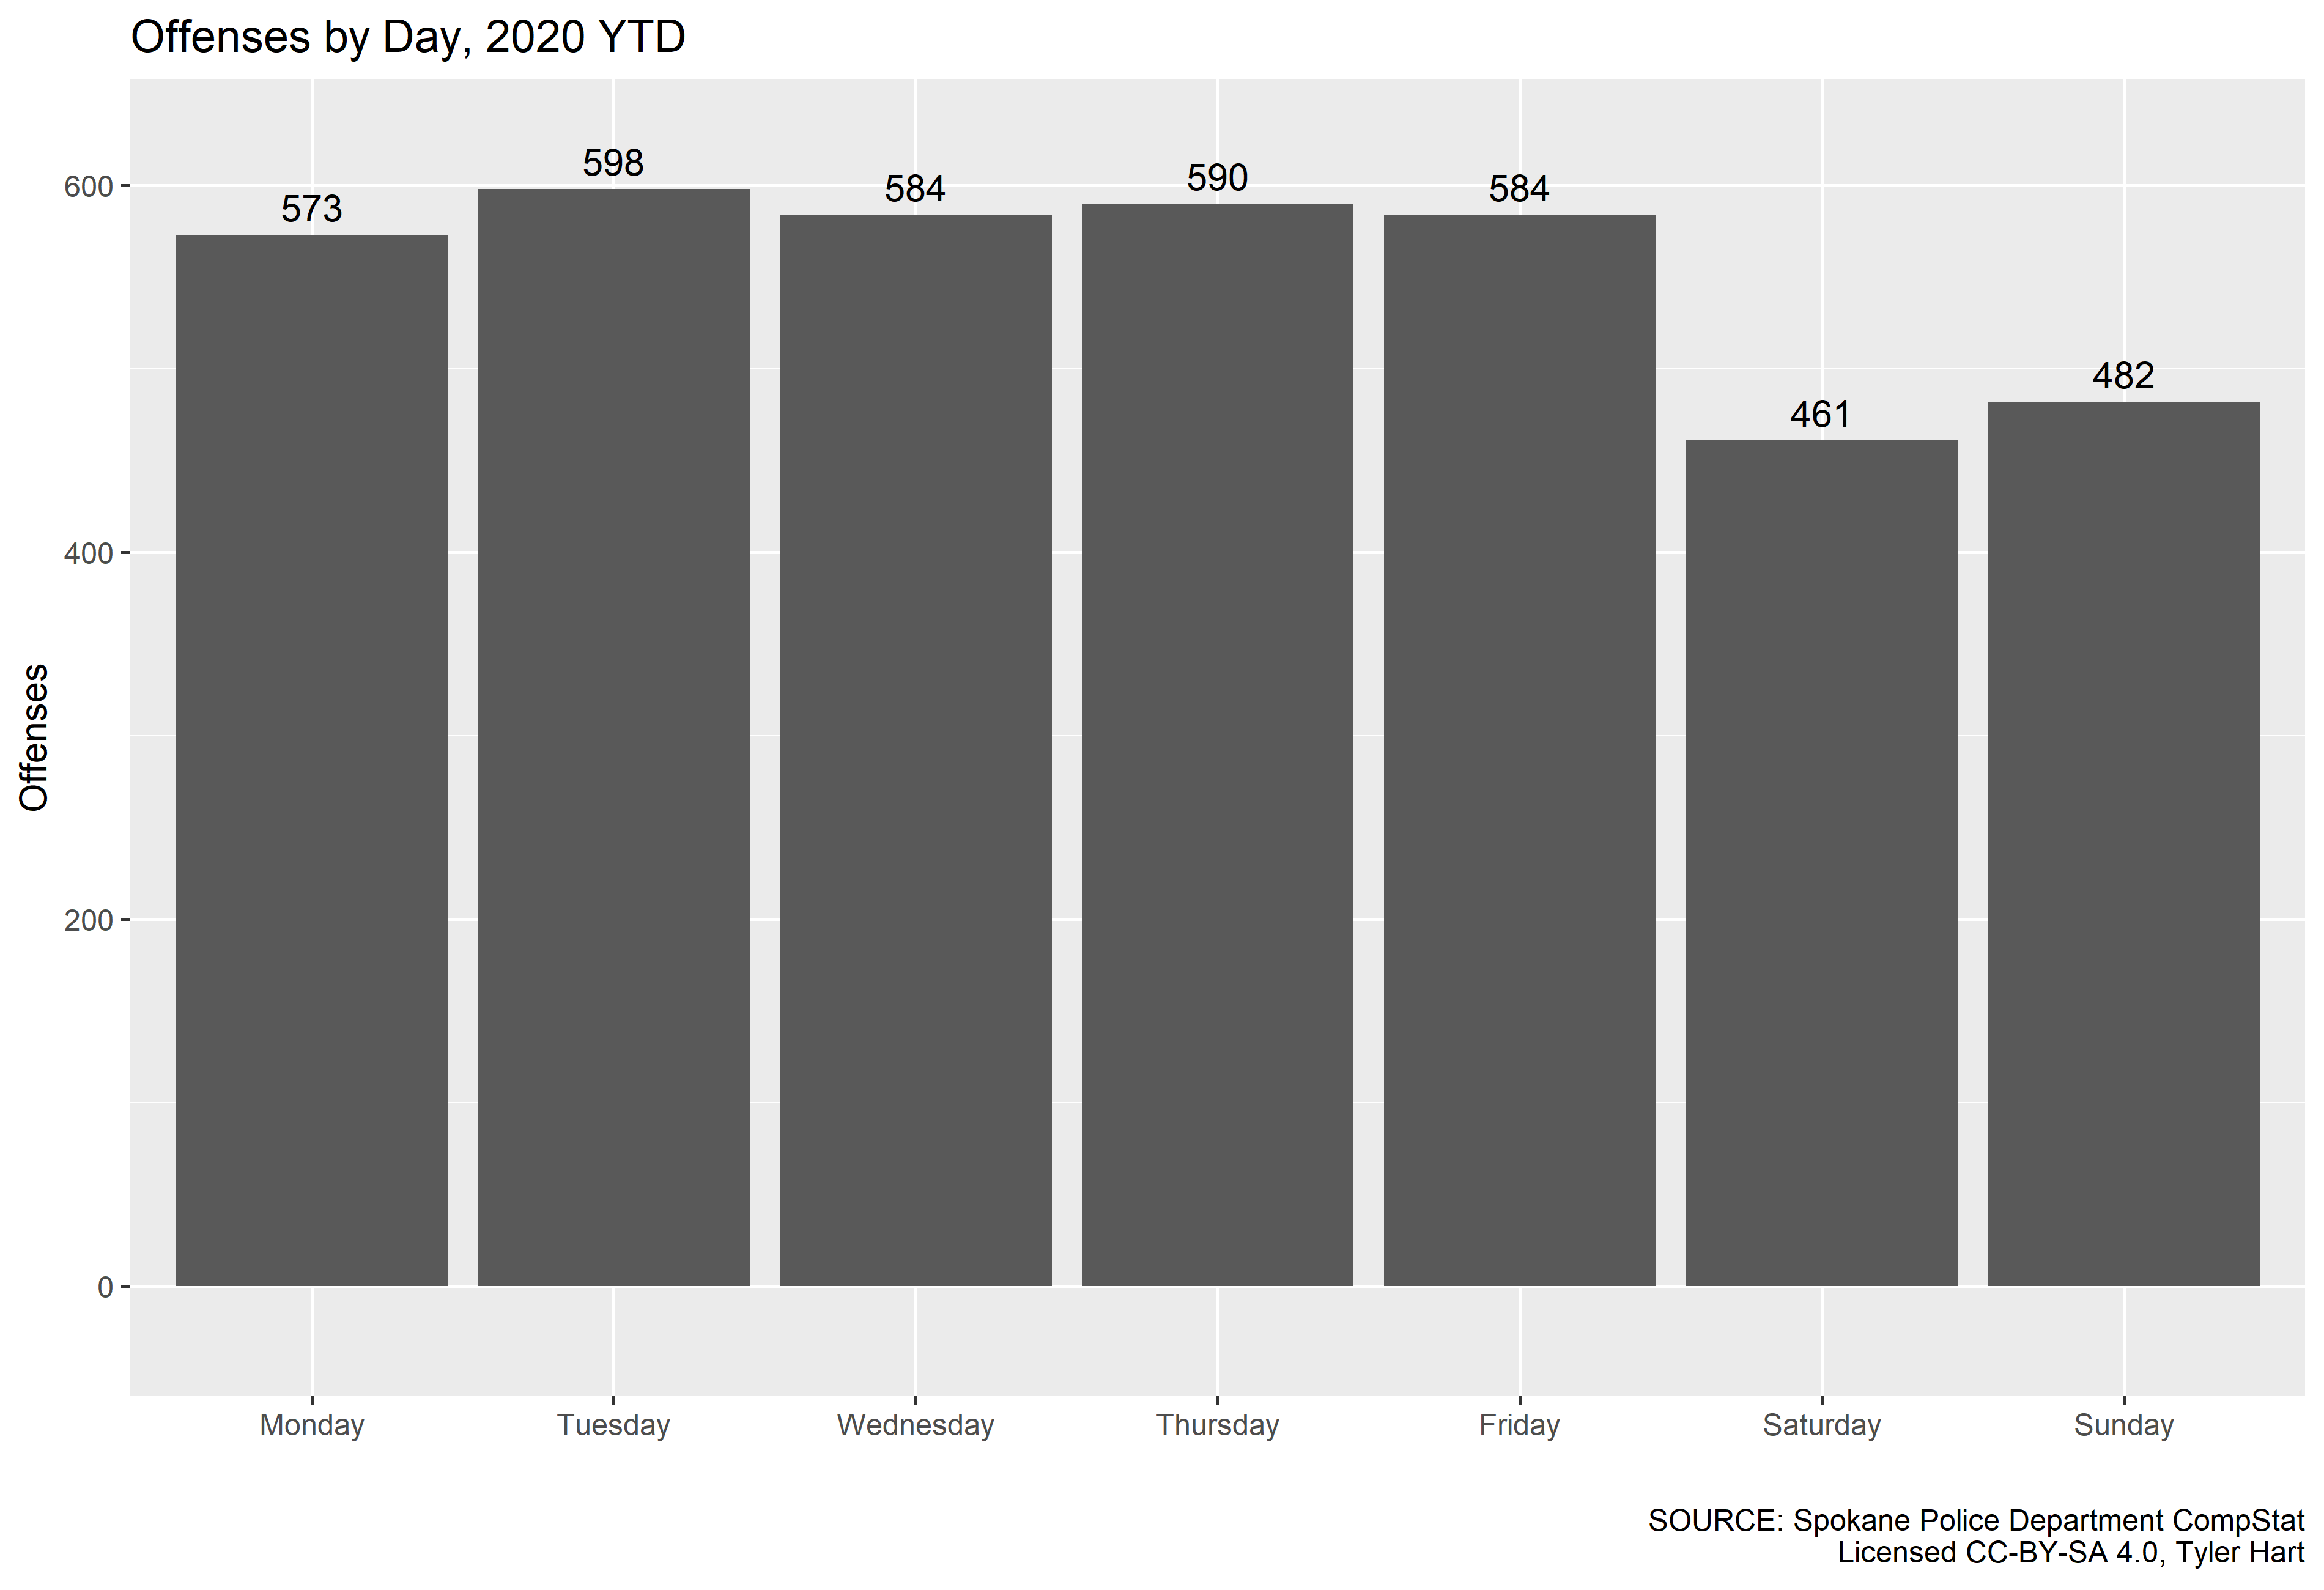 Offenses by Day, 2020 YTD
573
598
584
590
584
461
482
600
400
200
0
Offenses
Monday
Tuesday
Wednesday
Thursday
Friday
Saturday
Sunday
SOURCE: Spokane Police Department CompStat
Licensed CC-BY-SA 4.0, Tyler Hart